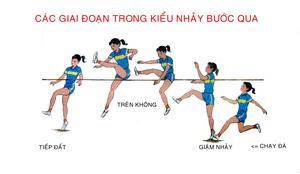 CÁC GIAI ĐOẠN TRONG KIỂU NHẢY BƯỚC QUA
TRÊN KHÔNG
TIẾP ĐẤT
GIẬM NHẢY
<= CHẠY ĐÀ